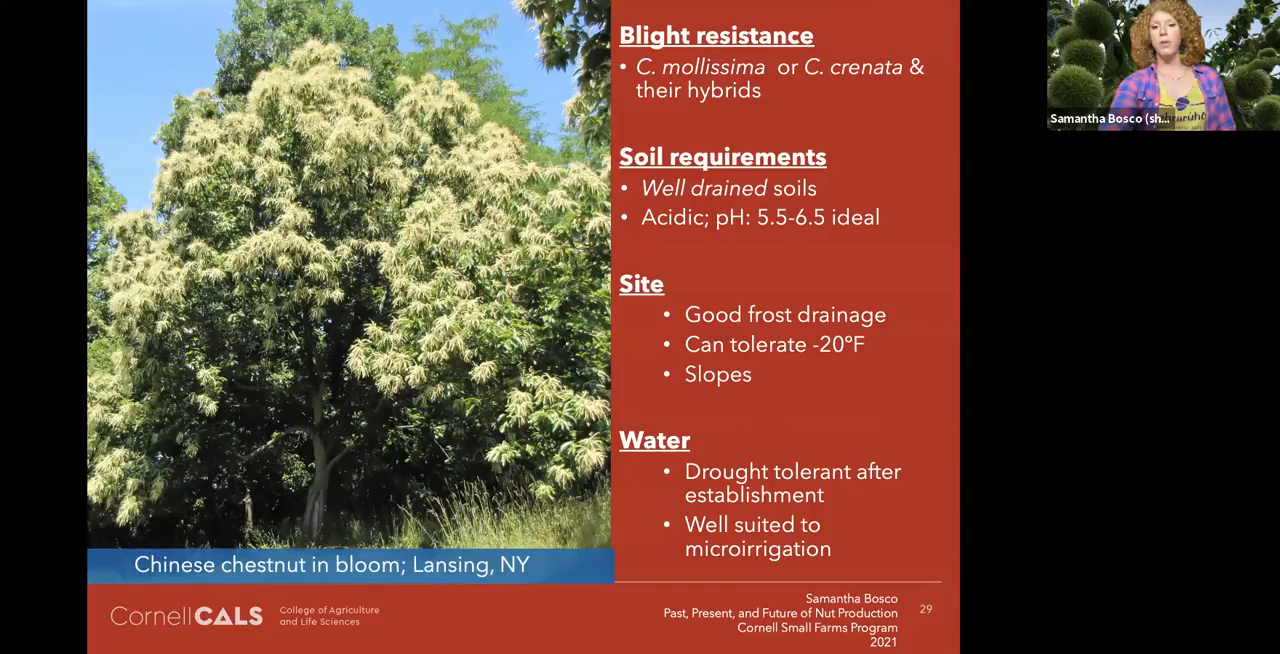 Blight resistance
• C. mollissima or C. crenata &
their hybrids
Soil requirements
• Well drained soils
• Acidic; pH: 5.5-6.5 ideal
Site
• Good frost drainage
• Can tolerate -20°F
• Slopes
Water
• Drought tolerant after
establishment
• Well suited to
microirrigation
Chinese chestnut in bloom; Lansing, NY
CornellCALS
College of Agriculture
and Life Sciences
Samantha Bosco
Past, Present, and Future of Nut Production
Cornell Small Farms Program
2021
29
Samantha Bosco (sh...